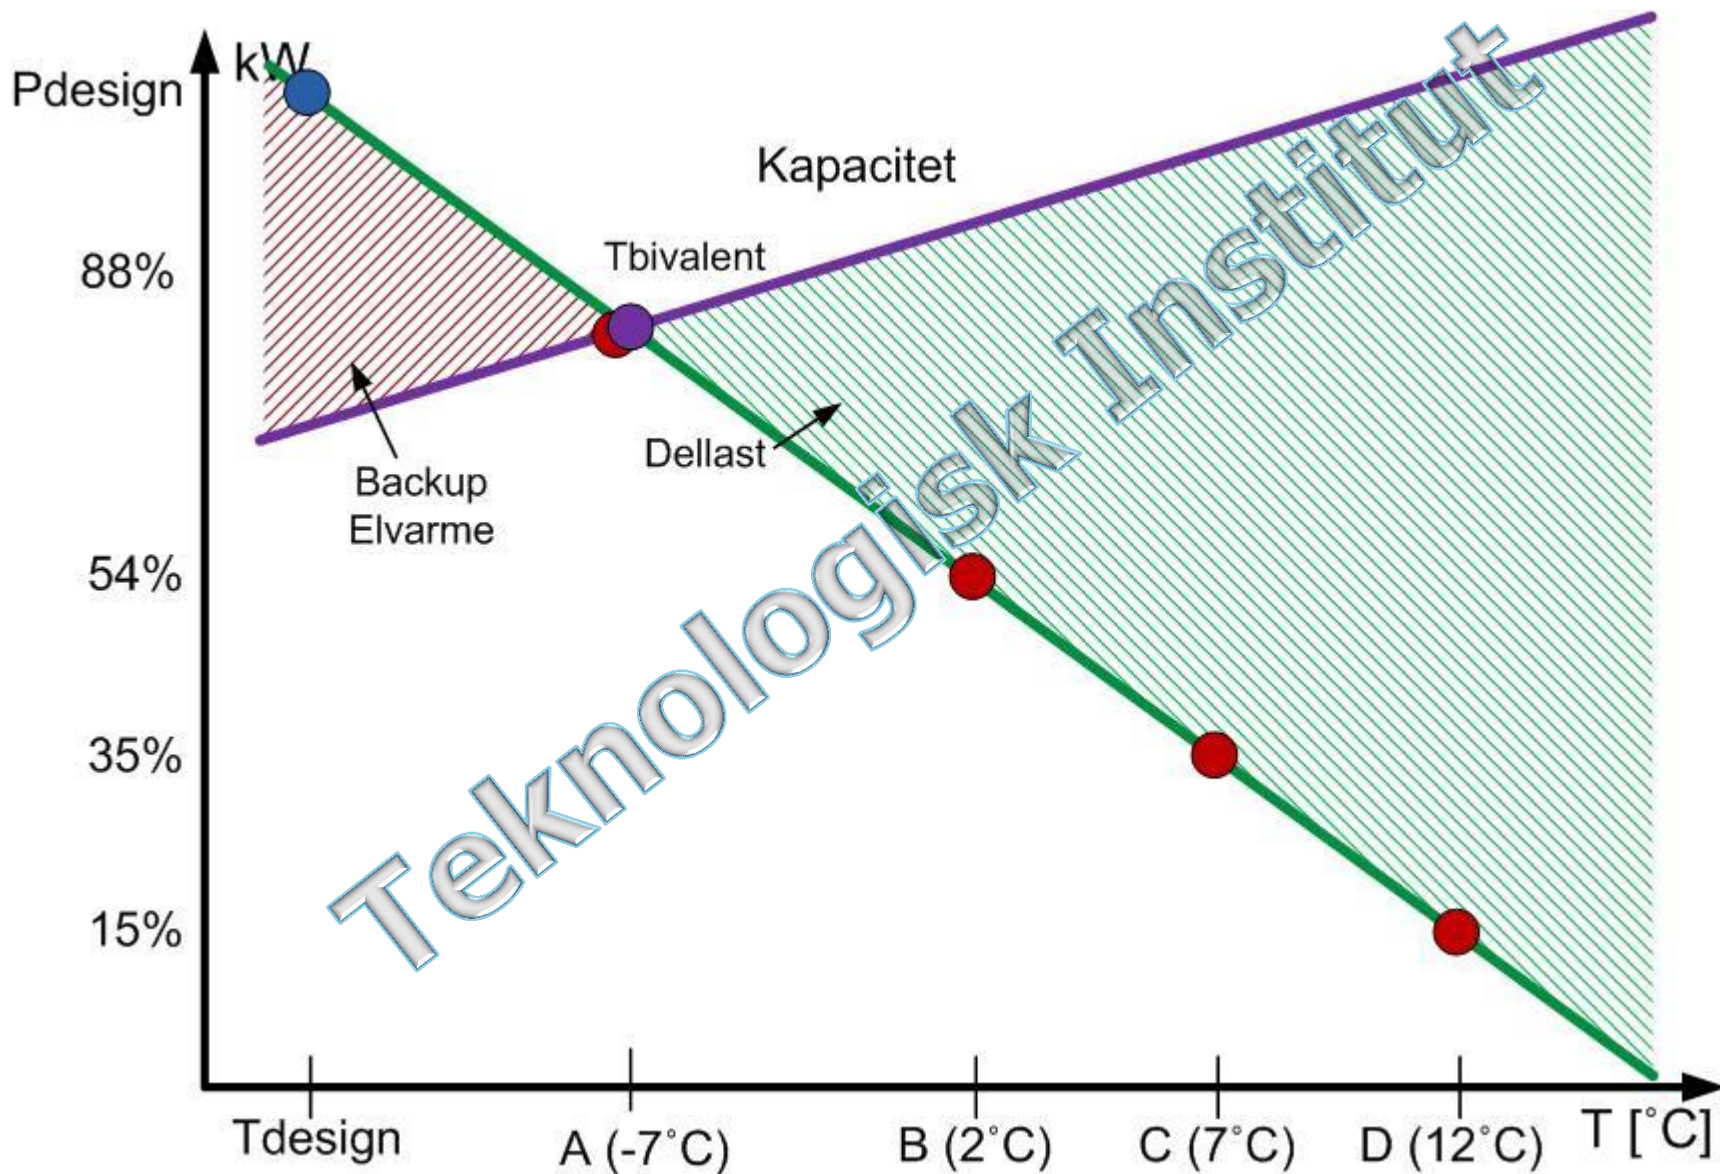 kW
Pdesign
Kapacitet
Tbivalent
88%
Dellast
Backup
Elvarme
54%
35%
15%
Teknologisk Institut
Tdesign
A (-7°C)
B (2°C)
C (7°C)
D (12°C)
T [°C]